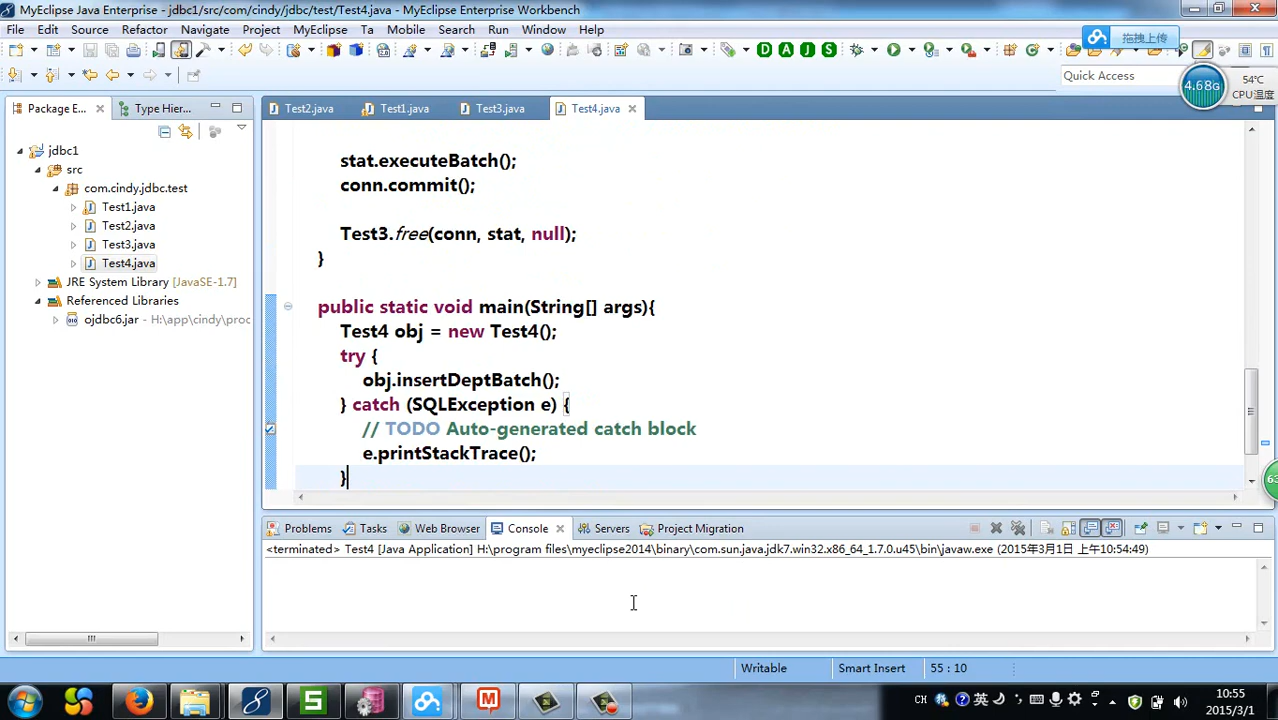 MyEclipse Java Enterprise - jdbc1/src/com/cindy/jdbc/test/Test4.java - MyEclipse Enterprise Workbench
File Edit Source Refactor Navigate Project MyEclipse Ta Mobile Search Run Window Help
拖拽上传
Quick Access
4.68G
54℃
CPU温度
Package E...
Type Hier...
Test2.java
Test1.java
Test3.java
Test4.java
jdbc1
src
com.cindy.jdbc.test
Test1.java
Test2.java
Test3.java
Test4.java
JRE System Library [JavaSE-1.7]
Referenced Libraries
ojdbc6.jar - H:\app\cindy\proc
stat.executeBatch();
conn.commit();
Test3.free(conn, stat, null);
}
public static void main(String[] args){
Test4 obj = new Test4();
try {
obj.insertDeptBatch();
} catch (SQLException e) {
// TODO Auto-generated catch block
e.printStackTrace();
}
Problems Tasks Web Browser Console Servers Project Migration
<terminated> Test4 [Java Application] H:\program files\myeclipse2014\binary\com.sun.java.jdk7.win32.x86_64_1.7.0.u45\bin\javaw.exe (2015年3月1日 上午10:54:49)
Writable
Smart Insert
55 : 10
CH
英
10:55
2015/3/1